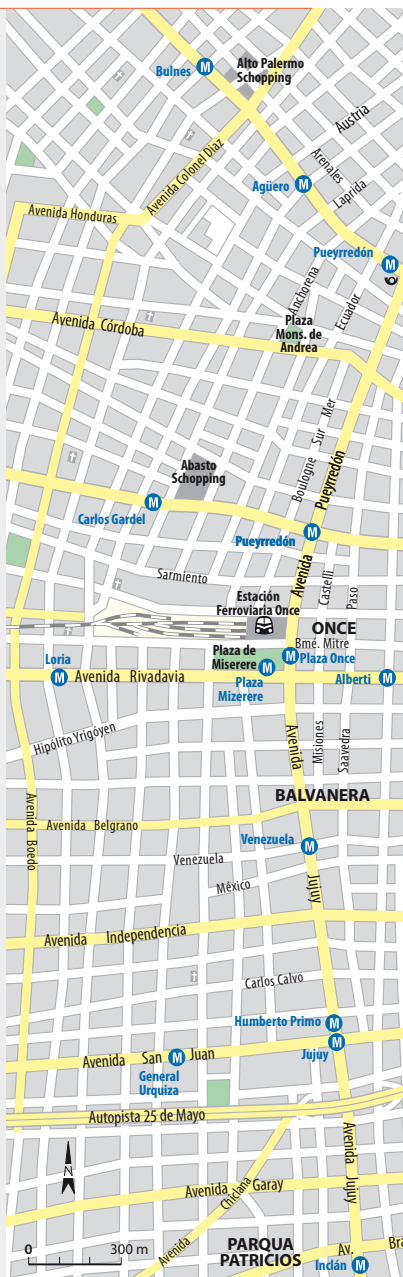 Alto Palermo
Schopping
Bulnes
M
Austria
Avenida Colonel Diaz
Arenales
Agüero
M
Laprida
Avenida Honduras
Pueyrredón
M
Anchorena
Ecuador
Plaza
Mons. de
Andrea
Avenida Córdoba
Boulogne Sur Mer
Abasto
Schopping
M
Carlos Gardel
Avenida Pueyrredón
Pueyrredón
M
Sarmiento
Castelli
Paso
Estación
Ferroviaria Once
ONCE
Bmé. Mitre
Plaza de
Miserere
M
Plaza Once
Loria
M
M
Avenida Rivadavia
Plaza
Mizerere
Alberti
M
Hipólito Yrigóyen
Misiones
Saavedra
Avenida Jujuy
BALVANERA
Avenida Boedo
Avenida Belgrano
Venezuela
M
Venezuela
México
Avenida Independencia
Carlos Calvo
Humberto Primo
M
M
Jujuy
Avenida San Juan
M
General
Urquiza
Autopista 25 de Mayo
Avenida Jujuy
N
Avenida Garay
Avenida Chiclana
0 300 m
PARQUA
PATRICIOS
Av. Bra
Inclán
M